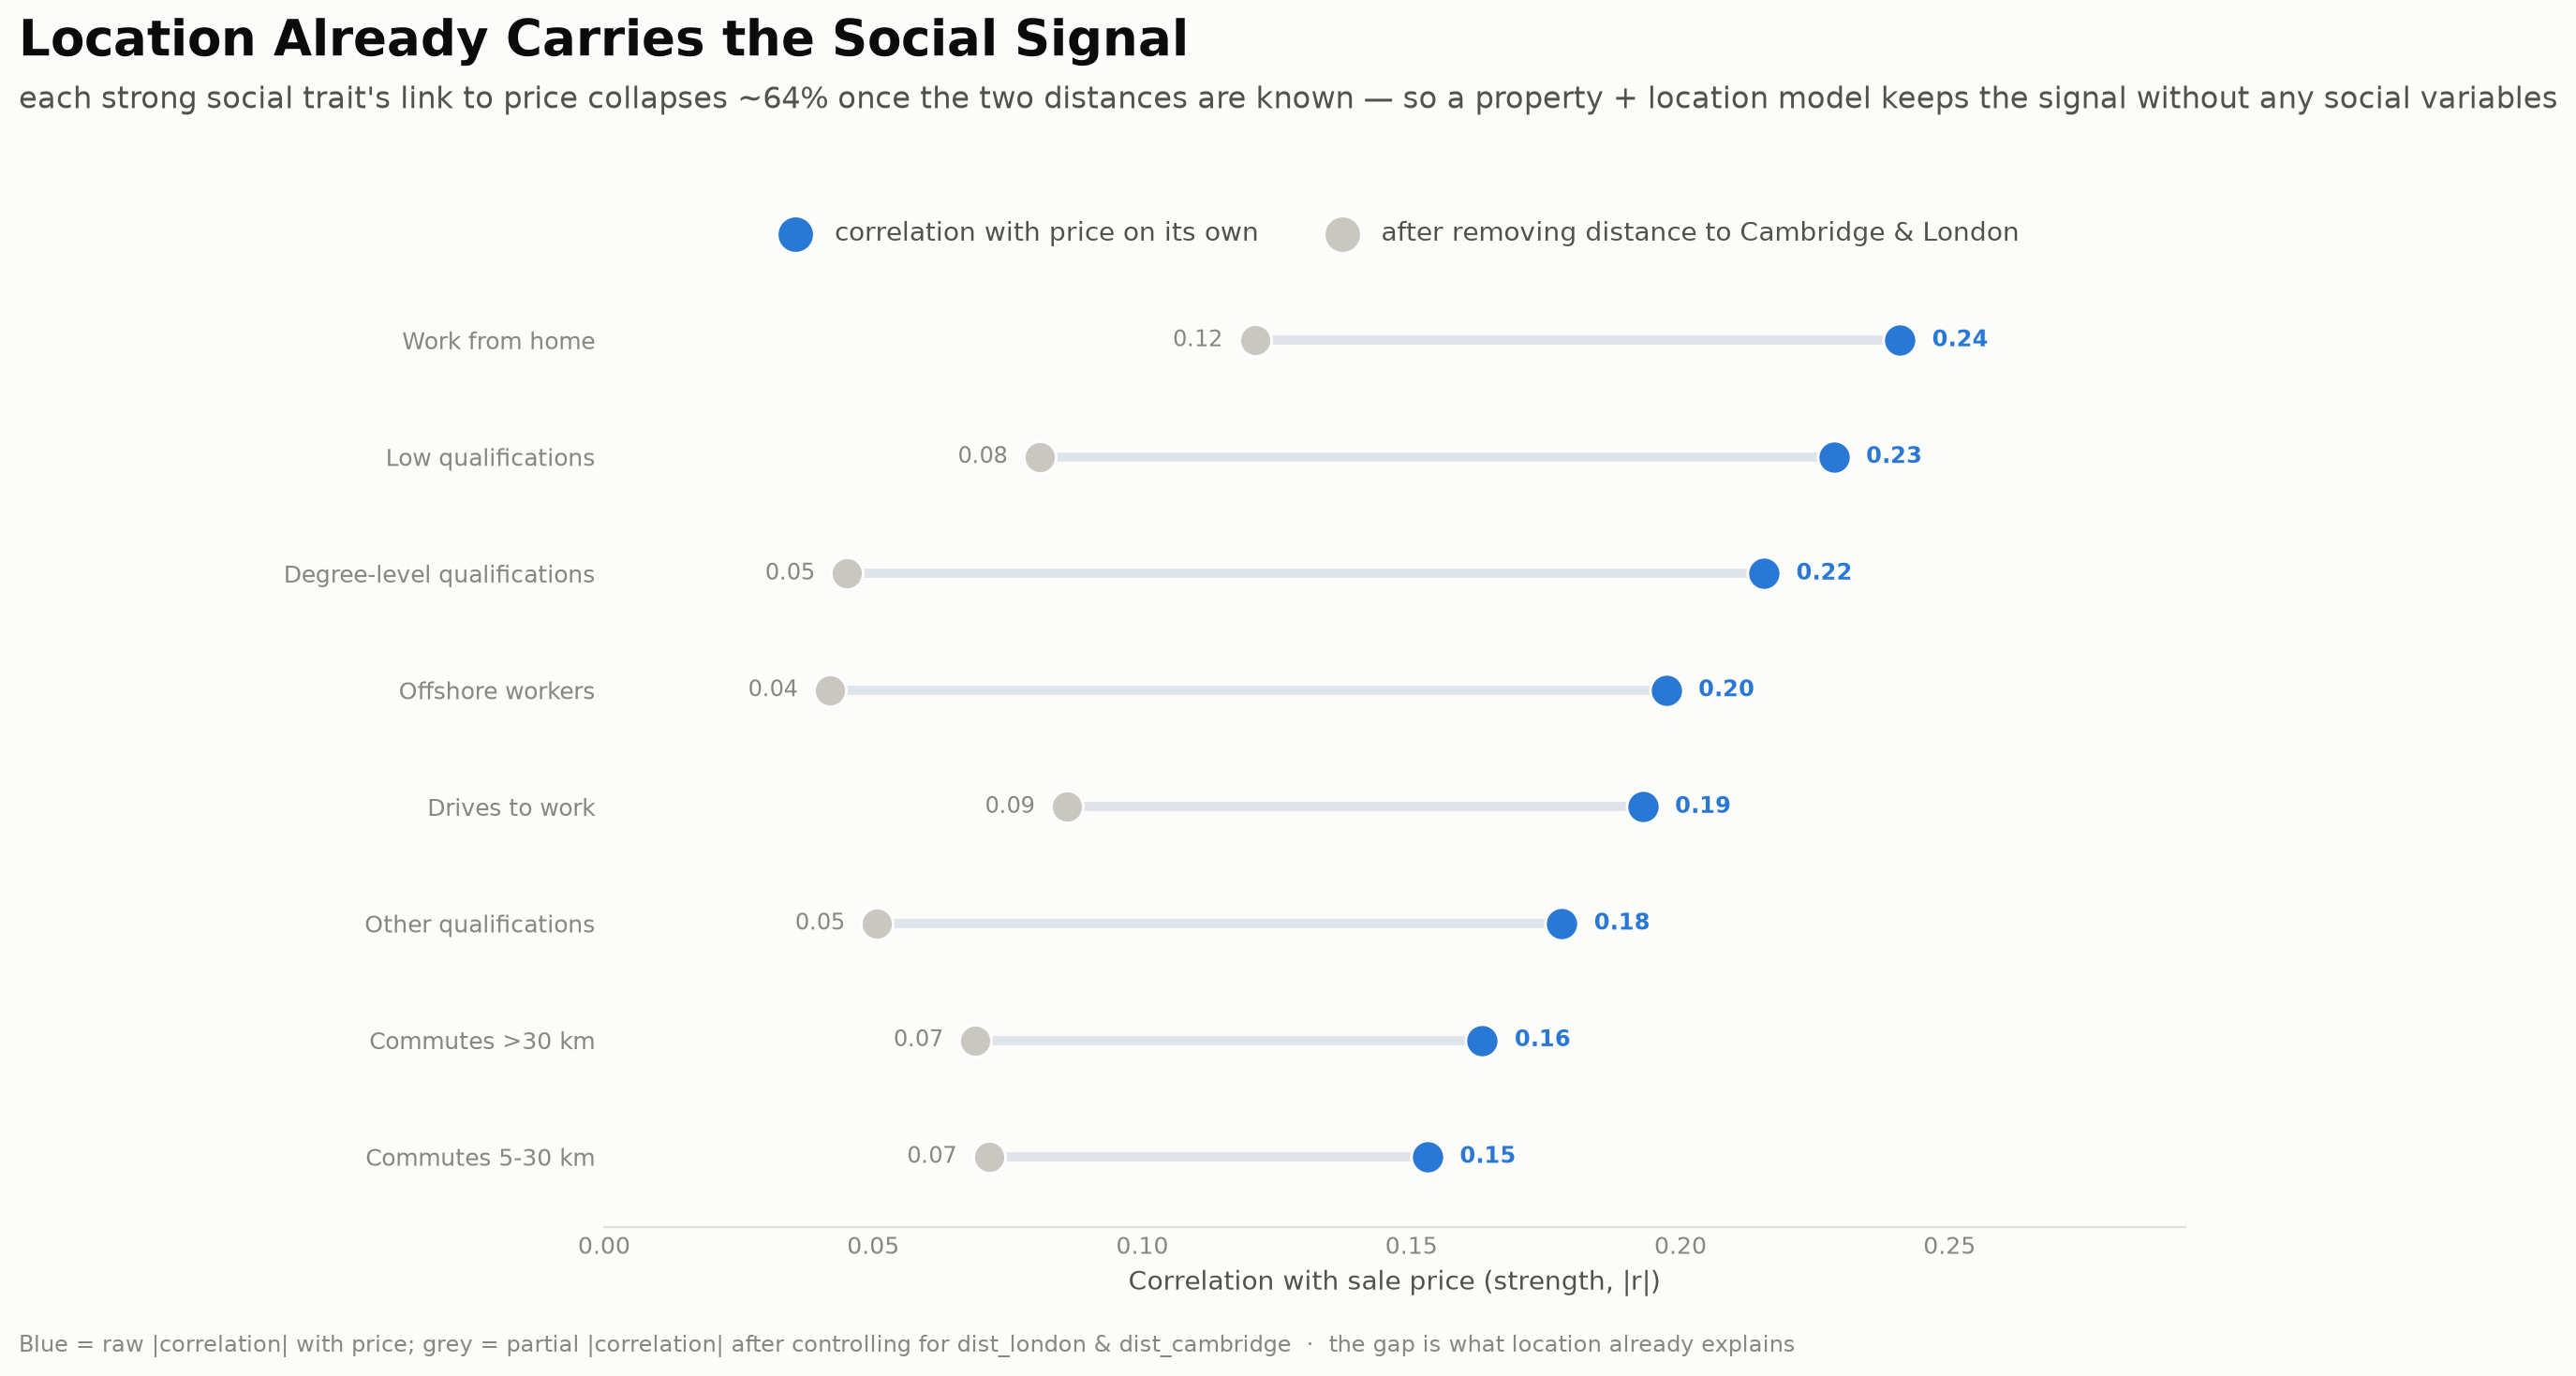 Location Already Carries the Social Signal
each strong social trait's link to price collapses ~64% once the two distances are known — so a property + location model keeps the signal without any social variables
correlation with price on its own
after removing distance to Cambridge & London
Work from home 0.12 0.24
Low qualifications 0.08 0.23
Degree-level qualifications 0.05 0.22
Offshore workers 0.04 0.20
Drives to work 0.09 0.19
Other qualifications 0.05 0.18
Commutes >30 km 0.07 0.16
Commutes 5-30 km 0.07 0.15
0.00 0.05 0.10 0.15 0.20 0.25
Correlation with sale price (strength, |r|)
Blue = raw |correlation| with price; grey = partial |correlation| after controlling for dist_london & dist_cambridge · the gap is what location already explains